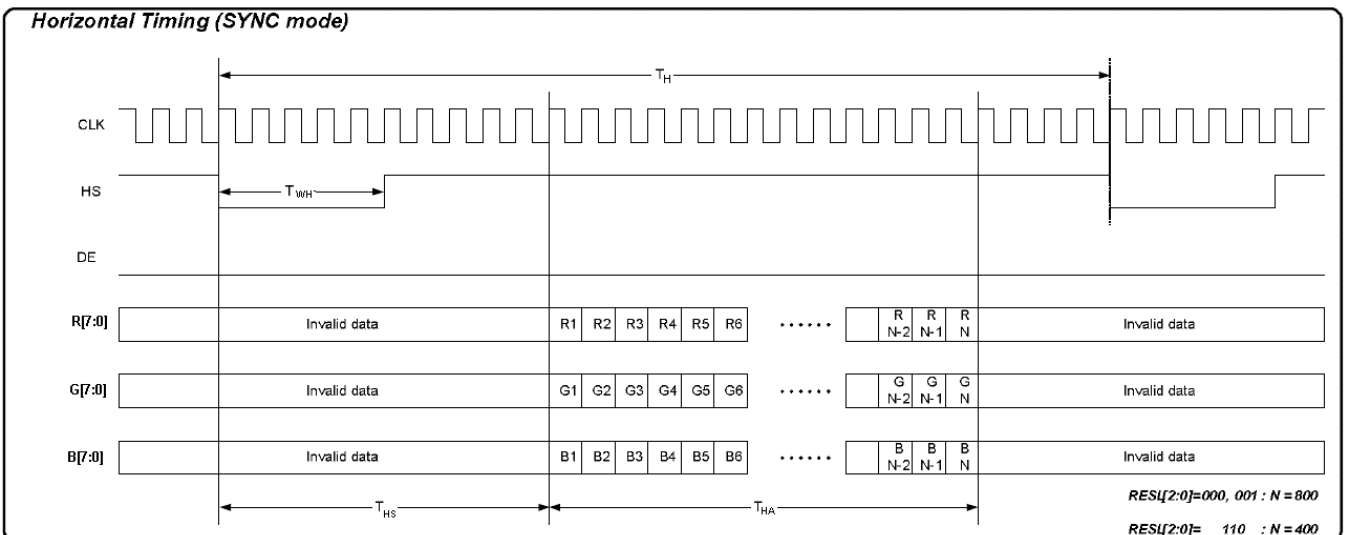 Horizontal Timing (SYNC mode)
TH
CLK
HS
TWH
DE
R[7:0]
Invalid data
R1 R2 R3 R4 R5 R6 ...... R N-2 R N-1 R N
Invalid data
G[7:0]
Invalid data
G1 G2 G3 G4 G5 G6 ...... G N-2 G N-1 G N
Invalid data
B[7:0]
Invalid data
B1 B2 B3 B4 B5 B6 ...... B N-2 B N-1 B N
Invalid data
THS
THA
RESL[2:0]=000, 001 : N = 800
RESL[2:0]= 110 : N = 400